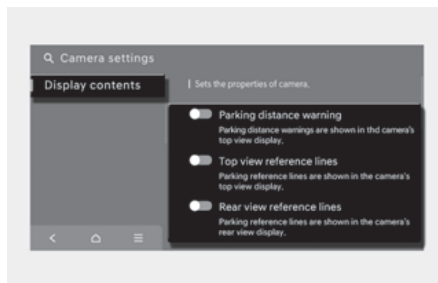 Camera settings
Display contents
Sets the properties of camera.
Parking distance warning
Parking distance warnings are shown in thd camera's
top view display.
Top view reference lines
Parking reference lines are shown in the camera's
top view display.
Rear view reference lines
Parking reference lines are shown in the camera's
rear view display.